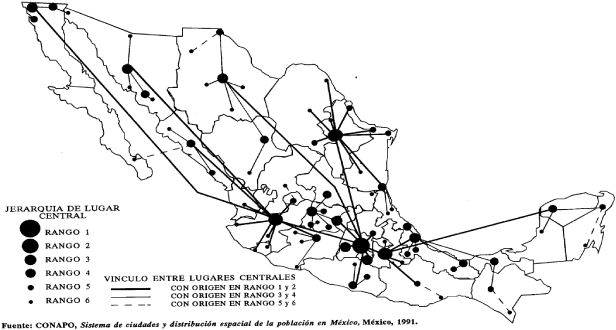 JERARQUIA DE LUGAR
CENTRAL
RANGO 1
RANGO 2
RANGO 3
RANGO 4
RANGO 5
RANGO 6
VINCULO ENTRE LUGARES CENTRALES
CON ORIGEN EN RANGO 1 y 2
CON ORIGEN EN RANGO 3 y 4
CON ORIGEN EN RANGO 5 y 6
Fuente: CONAPO, Sistema de ciudades y distribución espacial de la población en México, México, 1991.